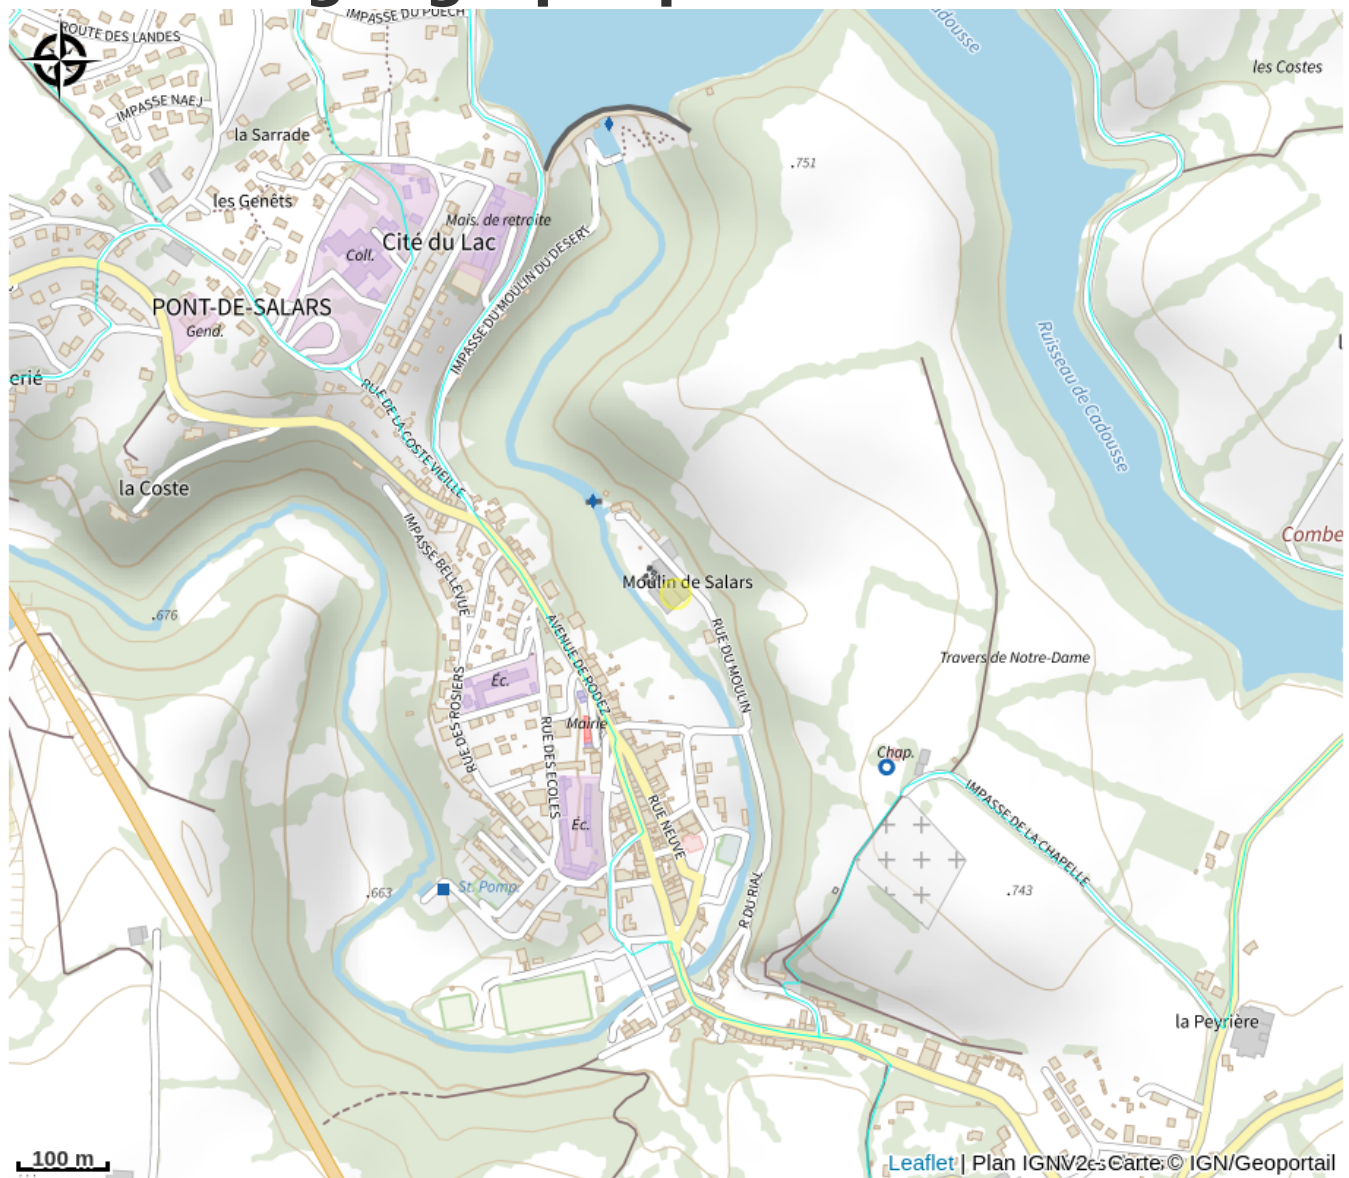 IMPASSE DU PUECH
ROUTE DES LANDES
Cadousse
les Costes
IMPASSE NAEJ
la Sarrade
.751
les Genêts
Mais. de retraite
Cité du Lac
Coll.
IMPASSE DU MOULIN DU DESERT
PONT-DE-SALARS
Gend.
erié
RUE DE LA COSTE VIEILLE
Ruisseau de Cadousse
la Coste
IMPASSE BELLEVUE
Combe
Moulin de Salars
.676
AVENUE DE RODEZ
RUE DU MOULIN
Travers de Notre-Dame
Éc.
RUE DES ROSIERS
Mairie
RUE DES ECOLES
Chap.
IMPASSE DE LA CHAPELLE
RUE NEUVE
Éc.
St. Pomp.
.663
R DU RIAL
.743
la Peyrière
100 m
Leaflet | Plan IGNV2 Carte © IGN/Geoportail